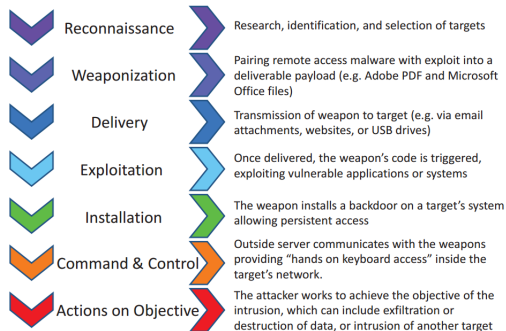 Reconnaissance
Research, identification, and selection of targets
Weaponization
Pairing remote access malware with exploit into a
deliverable payload (e.g. Adobe PDF and Microsoft
Office files)
Delivery
Transmission of weapon to target (e.g. via email
attachments, websites, or USB drives)
Exploitation
Once delivered, the weapon's code is triggered,
exploiting vulnerable applications or systems
Installation
The weapon installs a backdoor on a target's system
allowing persistent access
Command & Control
Outside server communicates with the weapons
providing “hands on keyboard access” inside the
target's network.
Actions on Objective
The attacker works to achieve the objective of the
intrusion, which can include exfiltration or
destruction of data, or intrusion of another target